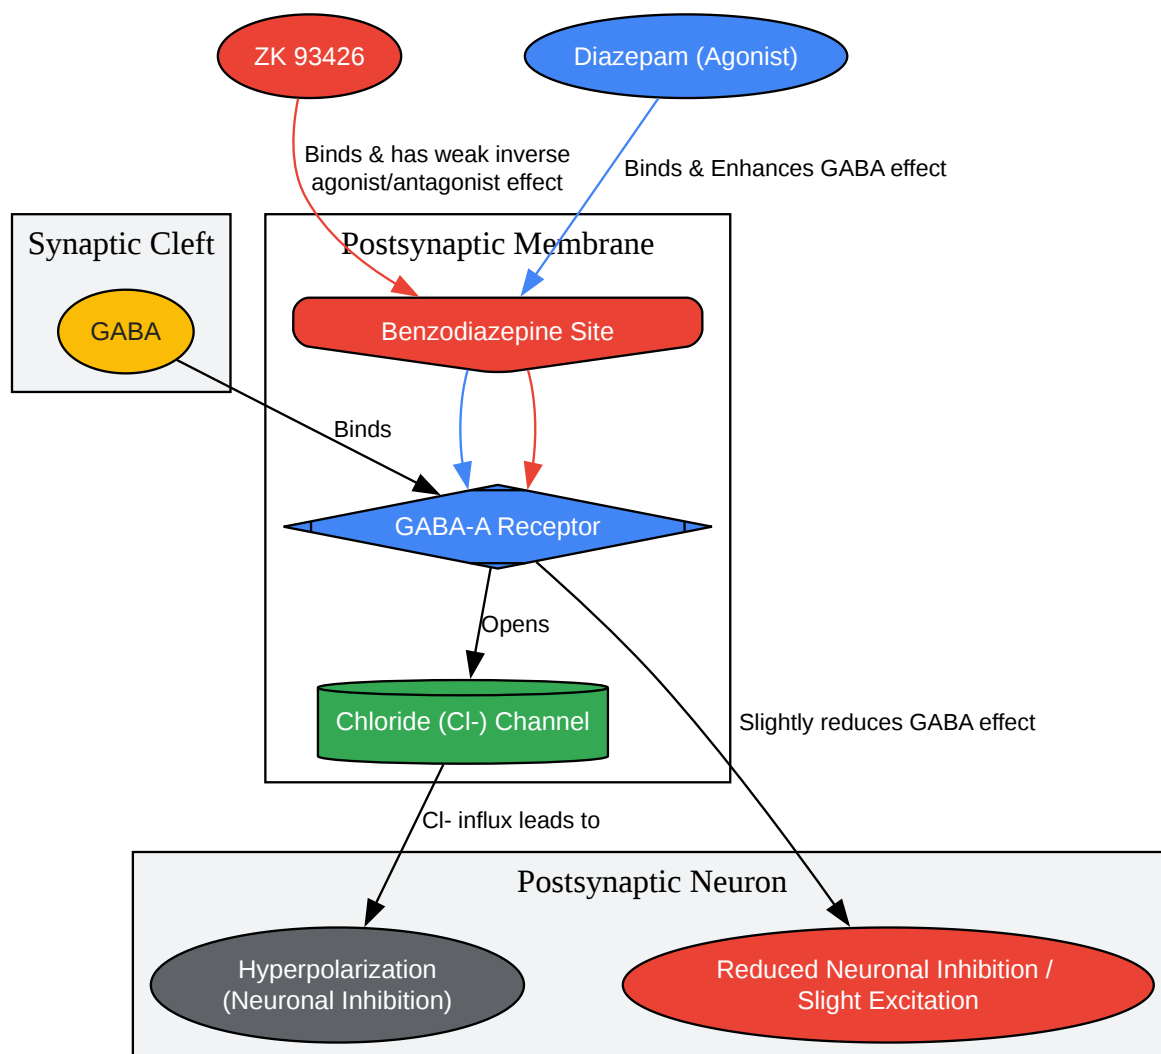 ZK 93426
Diazepam (Agonist)
Binds & has weak inverse
agonist/antagonist effect
Binds & Enhances GABA effect
Synaptic Cleft
Postsynaptic Membrane
GABA
Benzodiazepine Site
Binds
GABA-A Receptor
Opens
Chloride (Cl-) Channel
Slightly reduces GABA effect
Cl- influx leads to
Postsynaptic Neuron
Hyperpolarization
(Neuronal Inhibition)
Reduced Neuronal Inhibition /
Slight Excitation